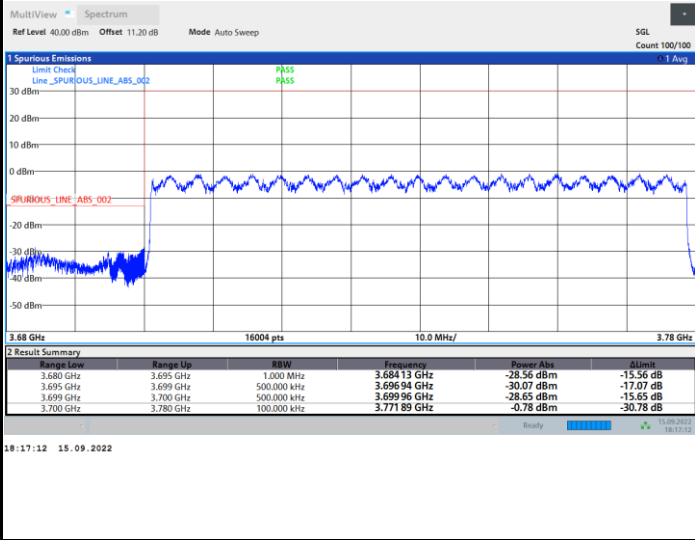 MultiView Spectrum
Ref Level 40.00 dBm Offset 11.20 dB Mode Auto Sweep SGL
Count 100/100
1 Spurious Emissions 1 Avg
Limit Check PASS
Line _SPURIOUS_LINE_ABS_002 PASS
30 dBm
20 dBm
10 dBm
0 dBm
_SPURIOUS_LINE_ABS_002
-20 dBm
-30 dBm
-40 dBm
-50 dBm
3.68 GHz 16004 pts 10.0 MHz/ 3.78 GHz
2 Result Summary
Range Low Range Up RBW Frequency Power Abs ΔLimit
3.680 GHz 3.695 GHz 1.000 MHz 3.684 13 GHz -28.56 dBm -15.56 dB
3.695 GHz 3.699 GHz 500.000 kHz 3.696 94 GHz -30.07 dBm -17.07 dB
3.699 GHz 3.700 GHz 500.000 kHz 3.699 96 GHz -28.65 dBm -15.65 dB
3.700 GHz 3.780 GHz 100.000 kHz 3.771 89 GHz -0.78 dBm -30.78 dB
Ready 15.09.2022
18:17:12
18:17:12 15.09.2022